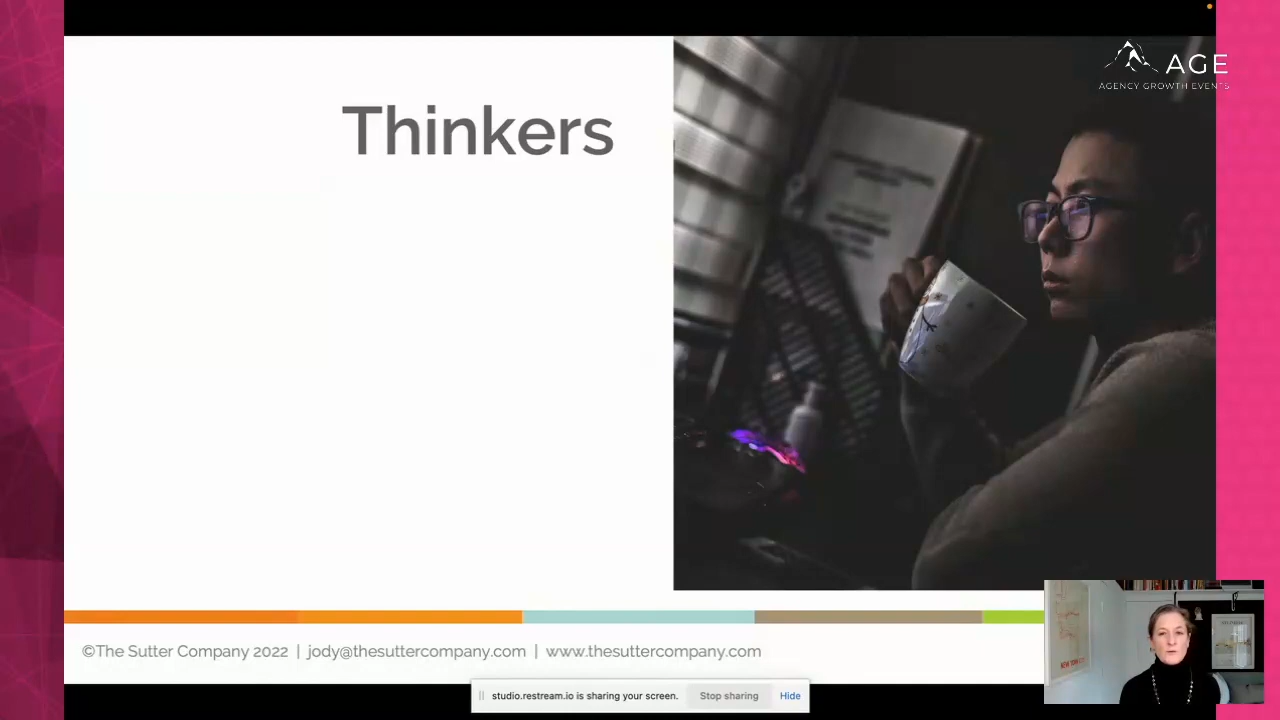 AGE
AGENCY GROWTH EVENTS
Thinkers
©The Sutter Company 2022 | jody@thesuttercompany.com | www.thesuttercompany.com
studio.restream.io is sharing your screen. Stop sharing Hide